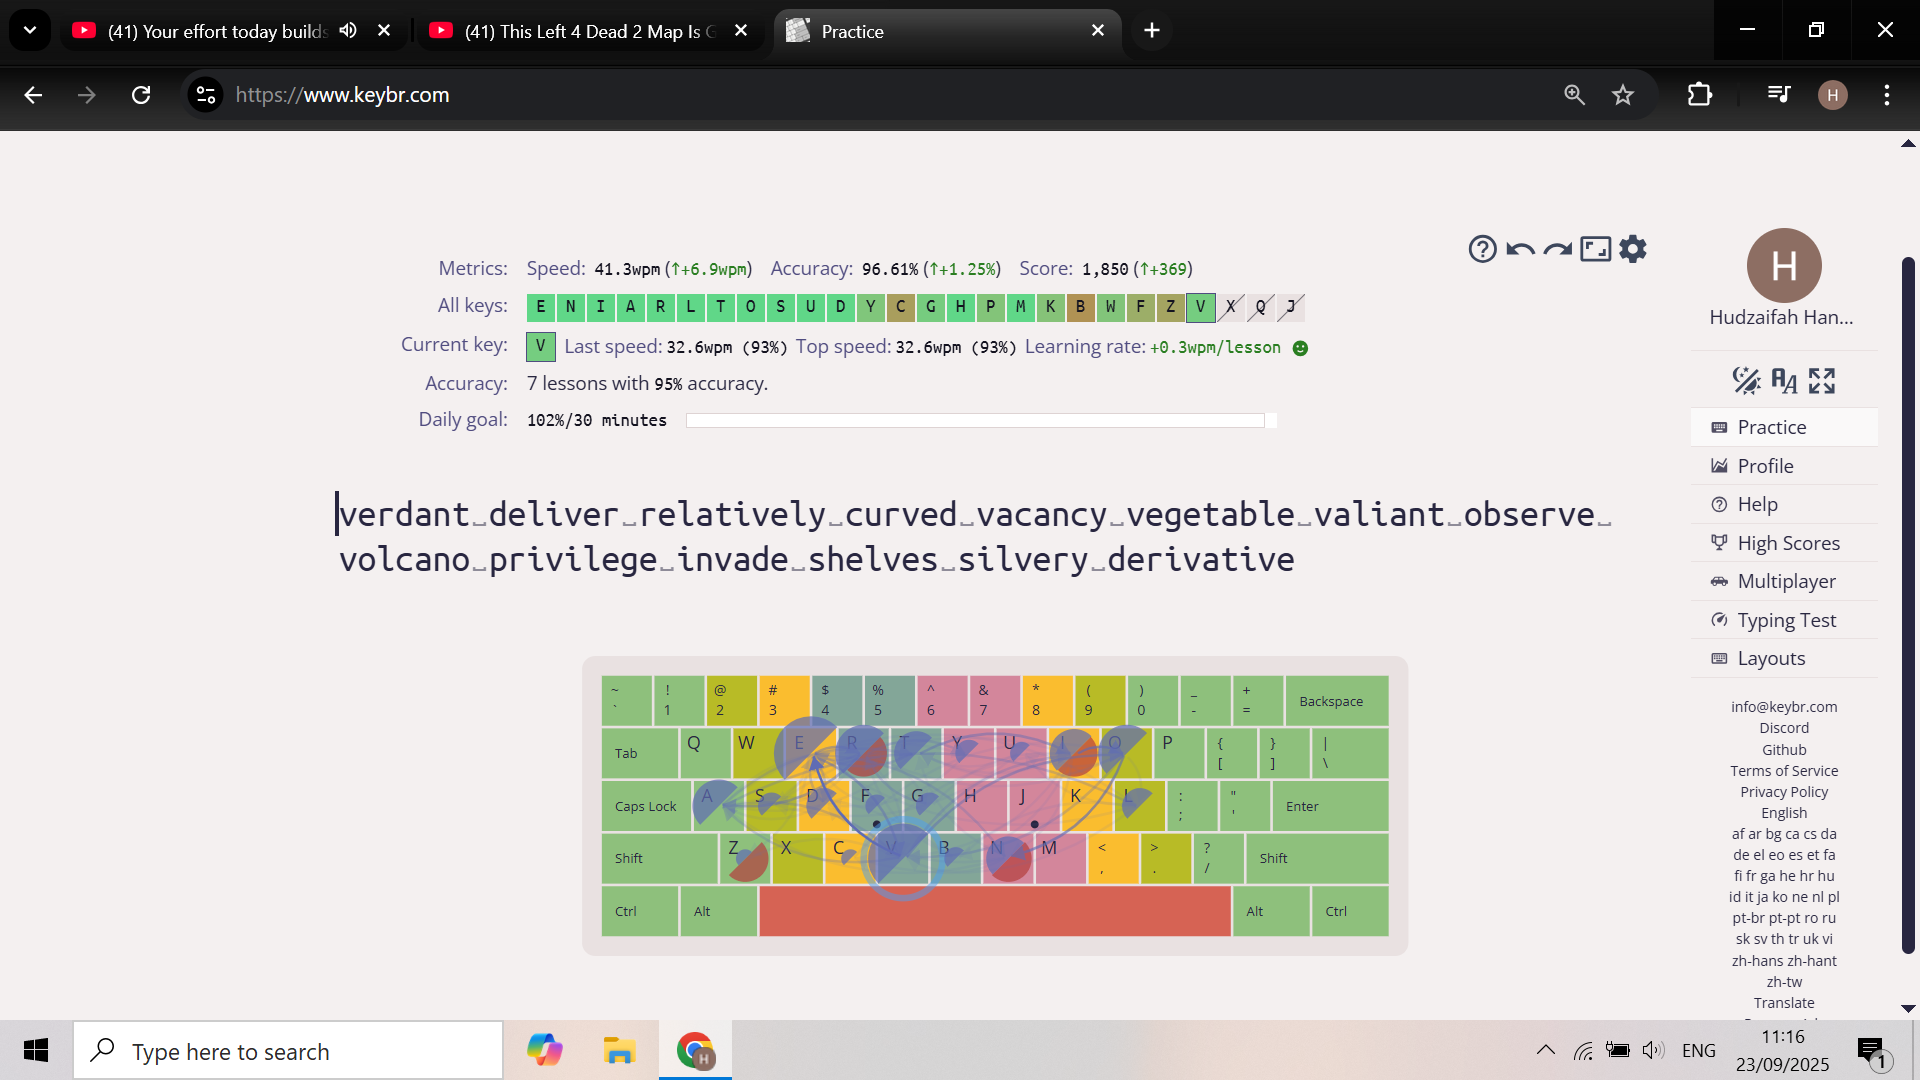 (41) Your effort today builds
(41) This Left 4 Dead 2 Map Is G
Practice
https://www.keybr.com
H
Metrics: Speed: 41.3wpm (↑+6.9wpm) Accuracy: 96.61% (↑+1.25%) Score: 1,850 (↑+369)
All keys: E N I A R L T O S U D Y C G H P M K B W F Z V X Q J
Current key: V Last speed: 32.6wpm (93%) Top speed: 32.6wpm (93%) Learning rate: +0.3wpm/lesson
Accuracy: 7 lessons with 95% accuracy.
Daily goal: 102%/30 minutes
verdant␣deliver␣relatively␣curved␣vacancy␣vegetable␣valiant␣observe␣
volcano␣privilege␣invade␣shelves␣silvery␣derivative
~ ! @ # $ % ^ & * ( ) _ +
` 1 2 3 4 5 6 7 8 9 0 - = Backspace
Tab Q W E R T Y U I O P { } |
[ ] \
Caps Lock A S D F G H J K L : "
; ' Enter
Shift Z X C V B N M < > ?
, . / Shift
Ctrl Alt Alt Ctrl
H
Hudzaifah Han...
Practice
Profile
Help
High Scores
Multiplayer
Typing Test
Layouts
info@keybr.com
Discord
Github
Terms of Service
Privacy Policy
English
af ar bg ca cs da
de el eo es et fa
fi fr ga he hr hu
id it ja ko ne nl pl
pt-br pt-pt ro ru
sk sv th tr uk vi
zh-hans zh-hant
zh-tw
Translate
Type here to search
H
ENG
11:16
23/09/2025
1